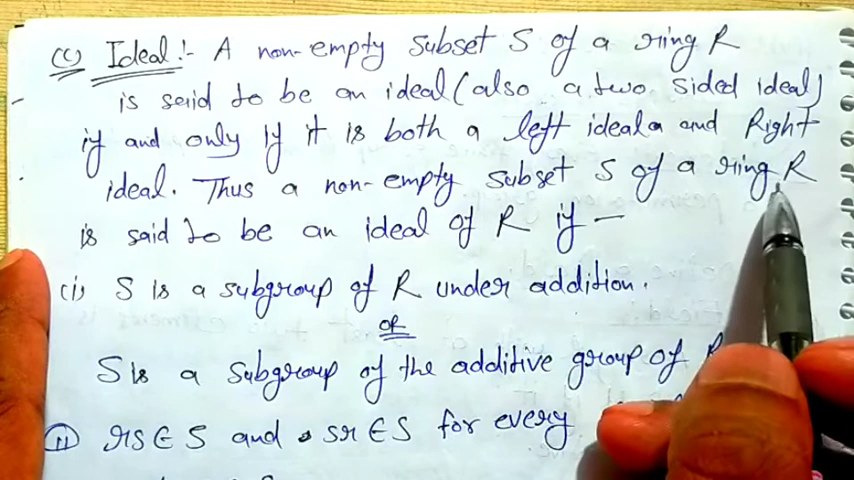 (c) Ideal :- A non-empty subset S of a ring R
is said to be an ideal (also a two sided ideal)
if and only if it is both a left ideala and Right
ideal. Thus a non-empty subset S of a ring R
is said to be an ideal of R if —
(i) S is a subgroup of R under addition.
OR
S is a subgroup of the additive group of R
(ii) rs ∈ S and sr ∈ S for every